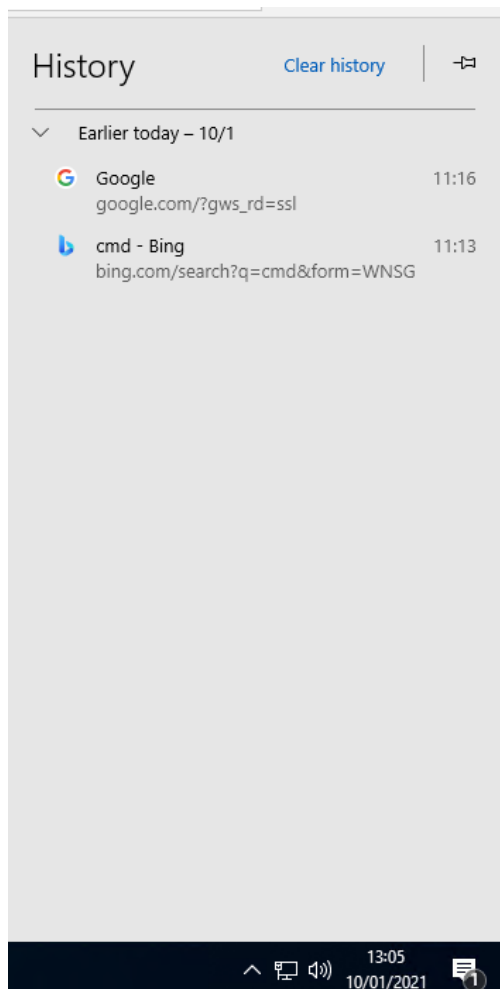 History Clear history
Earlier today – 10/1
Google 11:16
google.com/?gws_rd=ssl
cmd - Bing 11:13
bing.com/search?q=cmd&form=WNSG
13:05
10/01/2021
1